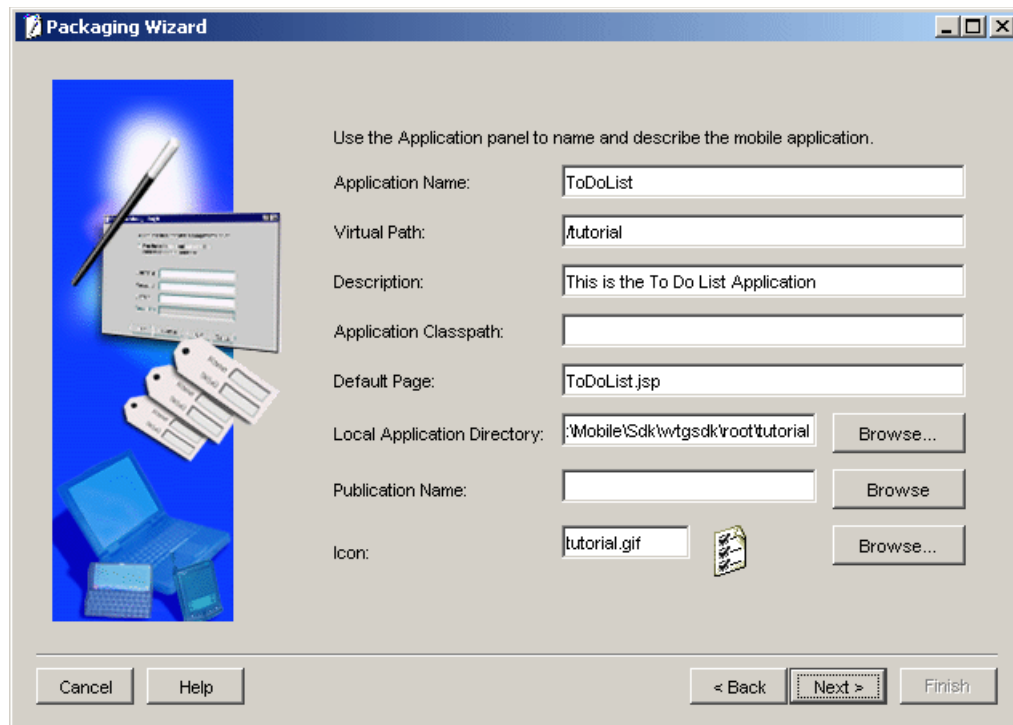 Packaging Wizard
Use the Application panel to name and describe the mobile application.
Application Name: ToDoList
Virtual Path: /tutorial
Description: This is the To Do List Application
Application Classpath:
Default Page: ToDoList.jsp
Local Application Directory: :\Mobile\Sdk\wtgsdk\root\tutorial Browse...
Publication Name: Browse
Icon: tutorial.gif Browse...
Cancel Help < Back Next > Finish